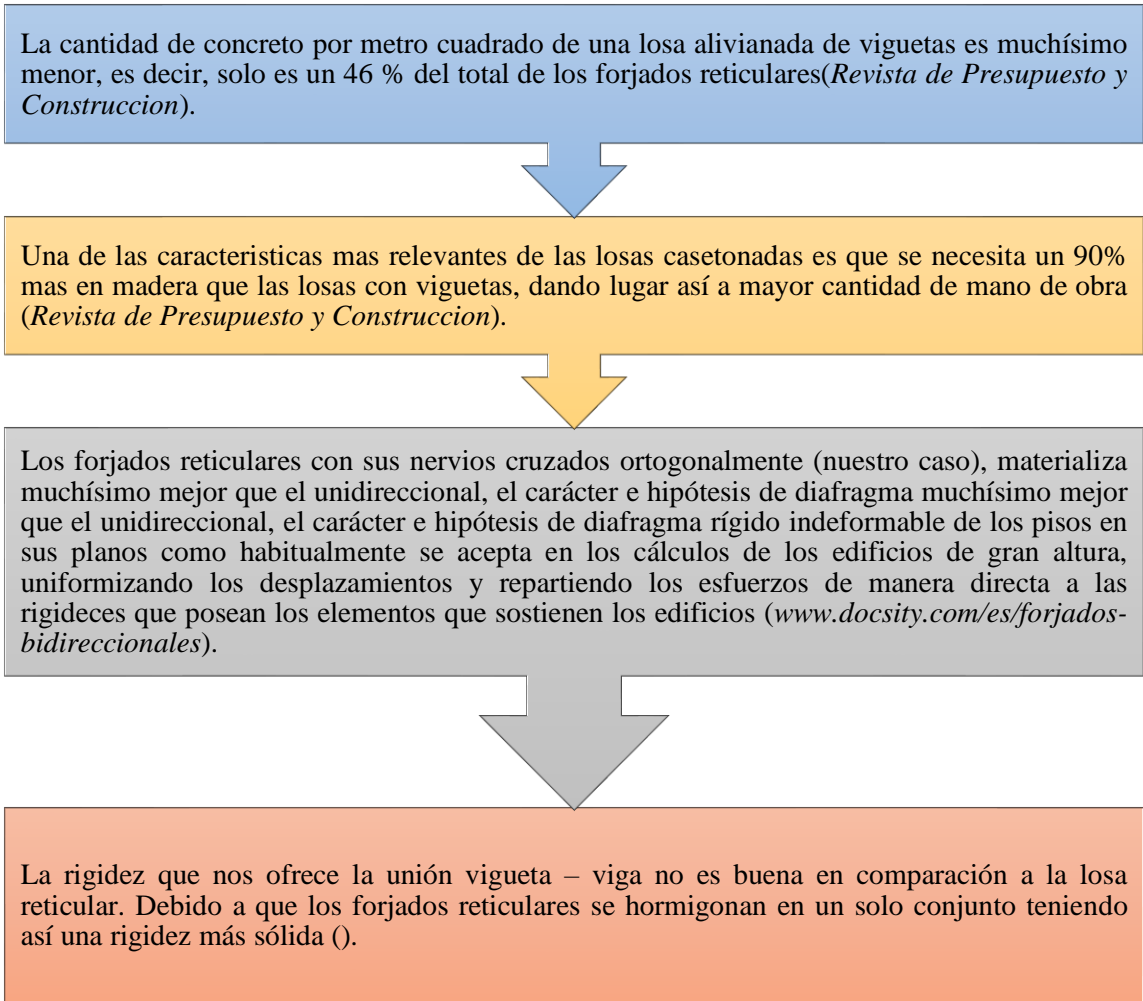 La cantidad de concreto por metro cuadrado de una losa alivianada de viguetas es muchísimo
menor, es decir, solo es un 46 % del total de los forjados reticulares(Revista de Presupuesto y
Construccion).
Una de las caracteristicas mas relevantes de las losas casetonadas es que se necesita un 90%
mas en madera que las losas con viguetas, dando lugar así a mayor cantidad de mano de obra
(Revista de Presupuesto y Construccion).
Los forjados reticulares con sus nervios cruzados ortogonalmente (nuestro caso), materializa
muchísimo mejor que el unidireccional, el carácter e hipótesis de diafragma muchísimo mejor
que el unidireccional, el carácter e hipótesis de diafragma rígido indeformable de los pisos en
sus planos como habitualmente se acepta en los cálculos de los edificios de gran altura,
uniformizando los desplazamientos y repartiendo los esfuerzos de manera directa a las
rigideces que posean los elementos que sostienen los edificios (www.docsity.com/es/forjados-
bidireccionales).
La rigidez que nos ofrece la unión vigueta – viga no es buena en comparación a la losa
reticular. Debido a que los forjados reticulares se hormigonan en un solo conjunto teniendo
así una rigidez más sólida ().